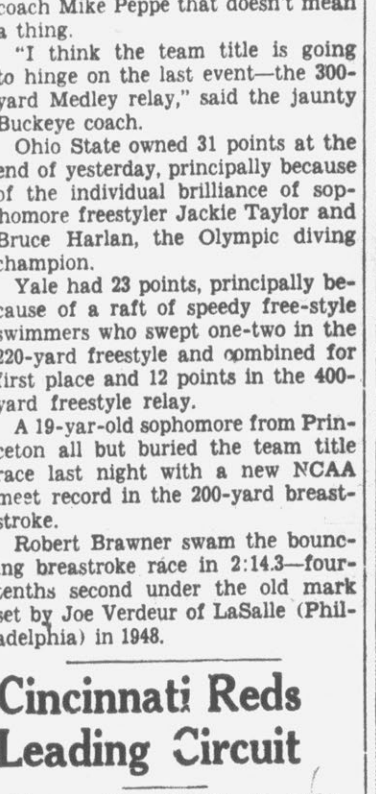 coach Mike Peppe that doesn't mean
a thing.
"I think the team title is going
to hinge on the last event—the 300-
yard Medley relay," said the jaunty
Buckeye coach.
Ohio State owned 31 points at the
end of yesterday, principally because
of the individual brilliance of sop-
homore freestyler Jackie Taylor and
Bruce Harlan, the Olympic diving
champion.
Yale had 23 points, principally be-
cause of a raft of speedy free-style
swimmers who swept one-two in the
220-yard freestyle and combined for
first place and 12 points in the 400-
yard freestyle relay.
A 19-yar-old sophomore from Prin-
ceton all but buried the team title
race last night with a new NCAA
meet record in the 200-yard breast-
stroke.
Robert Brawner swam the bounc-
ing breastroke race in 2:14.3—four-
tenths second under the old mark
set by Joe Verdeur of LaSalle (Phil-
adelphia) in 1948.
Cincinnati Reds
Leading Circuit